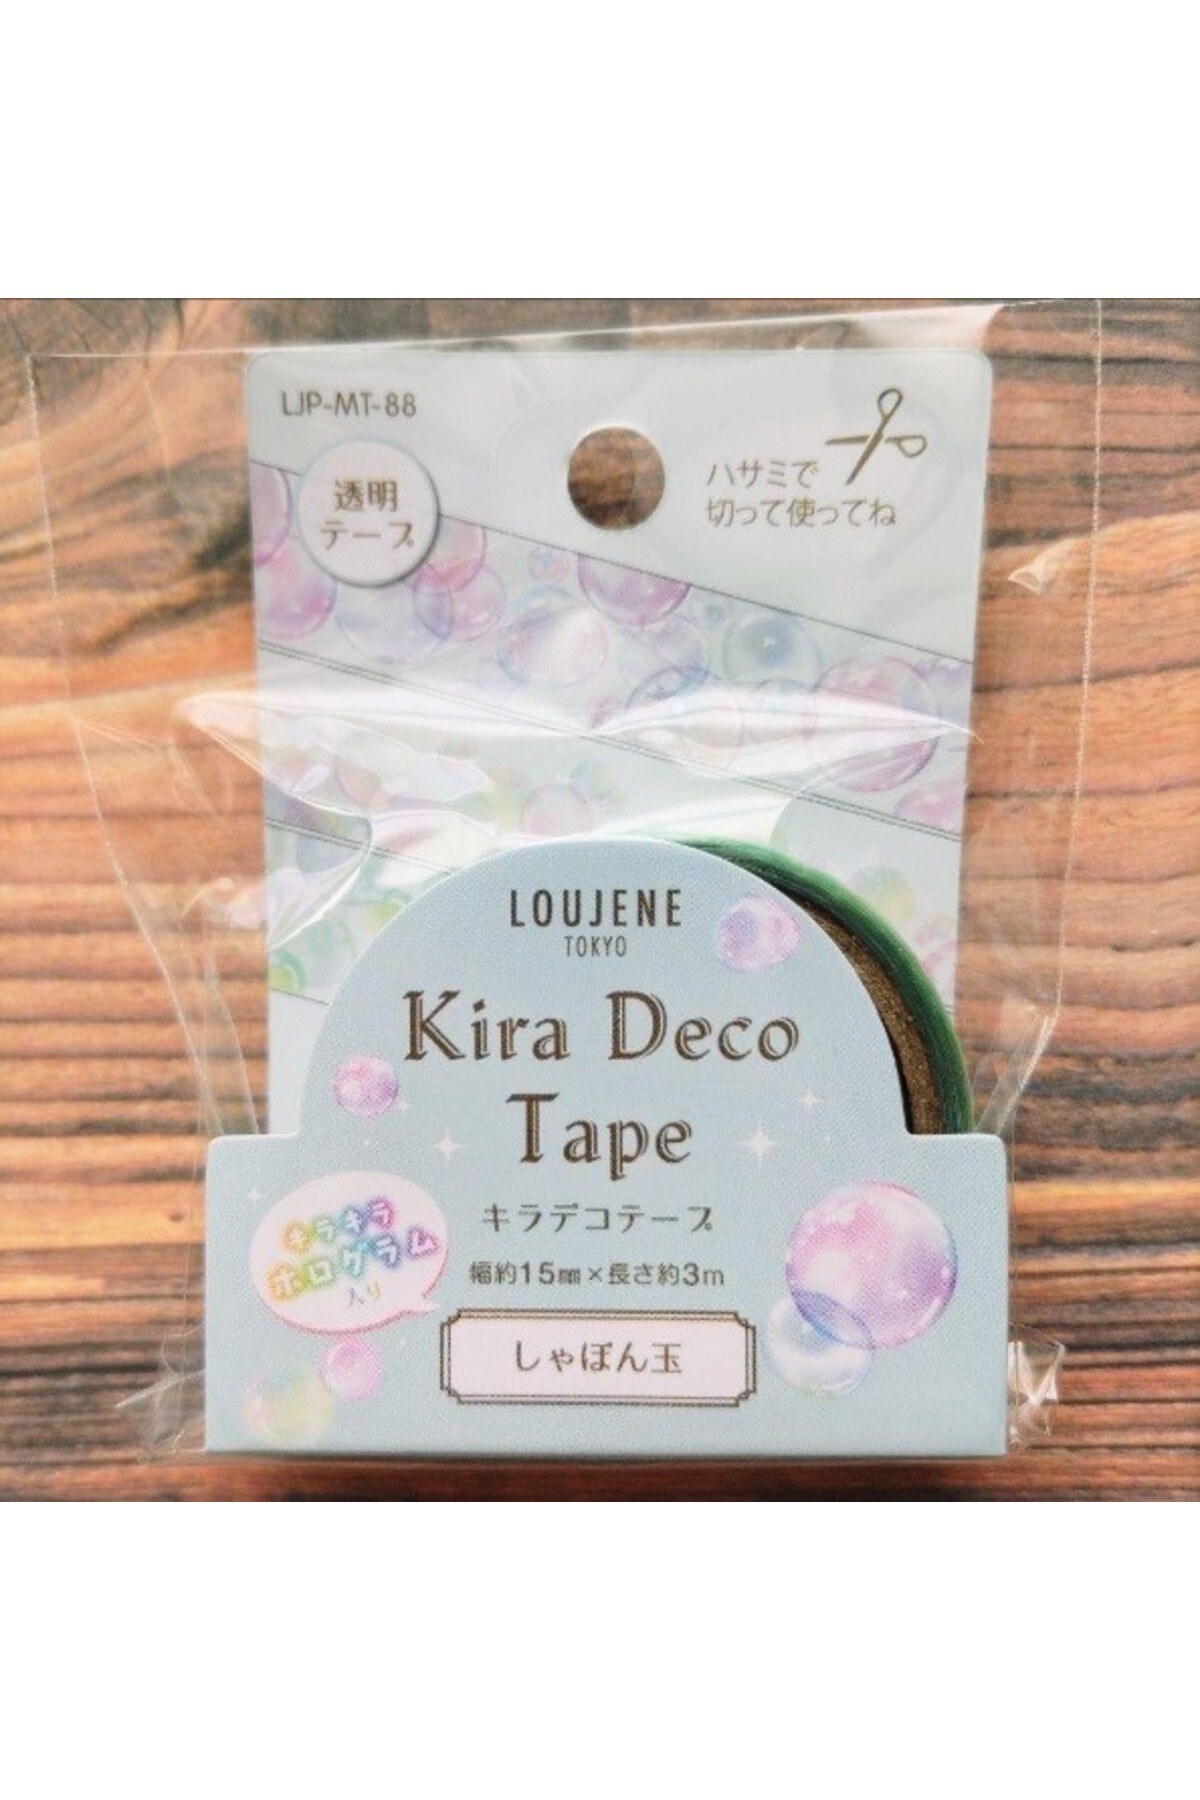 LJP-MT-88
透明
テープ
ハサミで
切って使ってね
LOUJENE
TOKYO
Kira Deco
Tape
キラデコテープ
キラキラ
ホログラム
入り
幅約15㎜×長さ約3m
しゃぼん玉